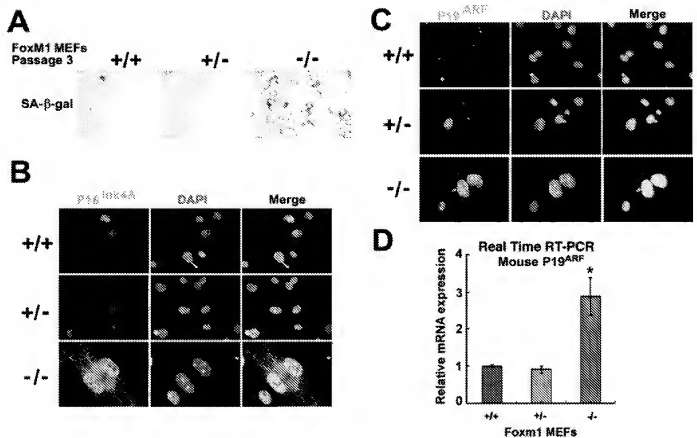 A
FoxM1 MEFs
Passage 3
+/+ +/- -/-
SA-β-gal
B
P16 Ink4A DAPI Merge
+/+
+/-
-/-
C
P19 ARF DAPI Merge
+/+
+/-
-/-
D
Real Time RT-PCR
Mouse P19ARF
Relative mRNA expression
4
3
2
1
0
*
+/+ +/- -/-
Foxm1 MEFs